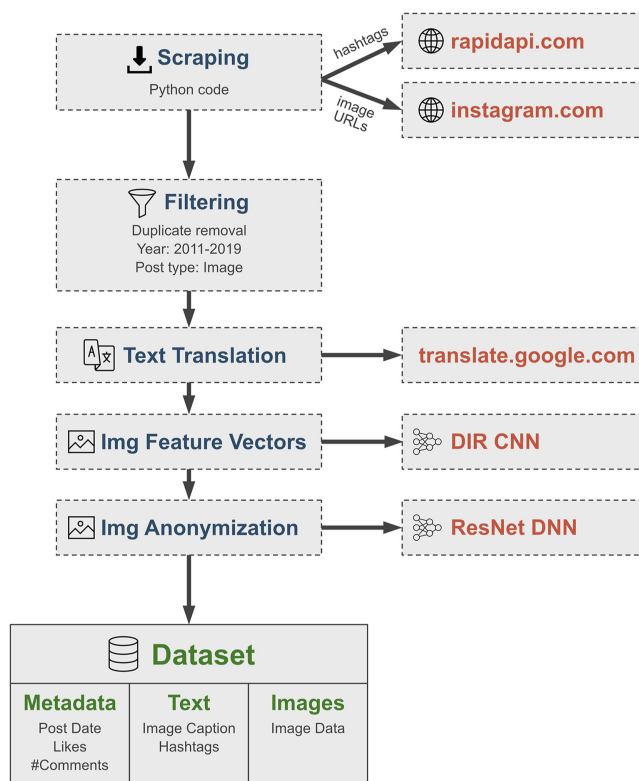 Scraping
Python code
hashtags
rapidapi.com
image
URLs
instagram.com
Filtering
Duplicate removal
Year: 2011-2019
Post type: Image
A
文
Text Translation
translate.google.com
Img Feature Vectors
DIR CNN
Img Anonymization
ResNet DNN
Dataset
Metadata
Post Date
Likes
#Comments
Text
Image Caption
Hashtags
Images
Image Data